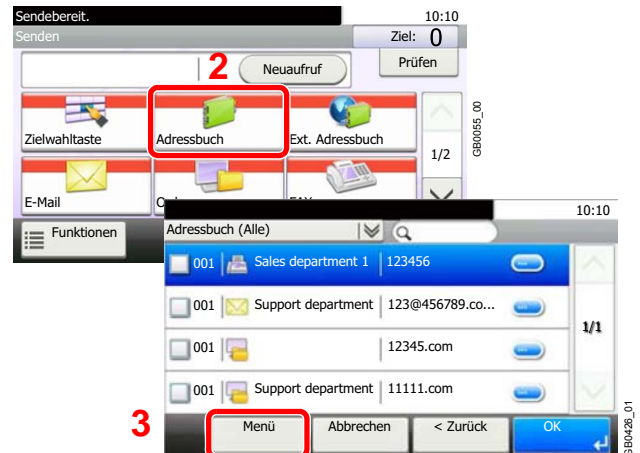 Sendebereit. 10:10
Senden Ziel: 0
2 Neuaufruf Prüfen
Zielwahltaste Adressbuch Ext. Adressbuch
1/2
E-Mail
Funktionen
GB0055_00
10:10
Adressbuch (Alle)
001 Sales department 1 123456
001 Support department 123@456789.co...
1/1
001 12345.com
001 Support department 11111.com
3 Menü Abbrechen < Zurück OK
GB0426_01